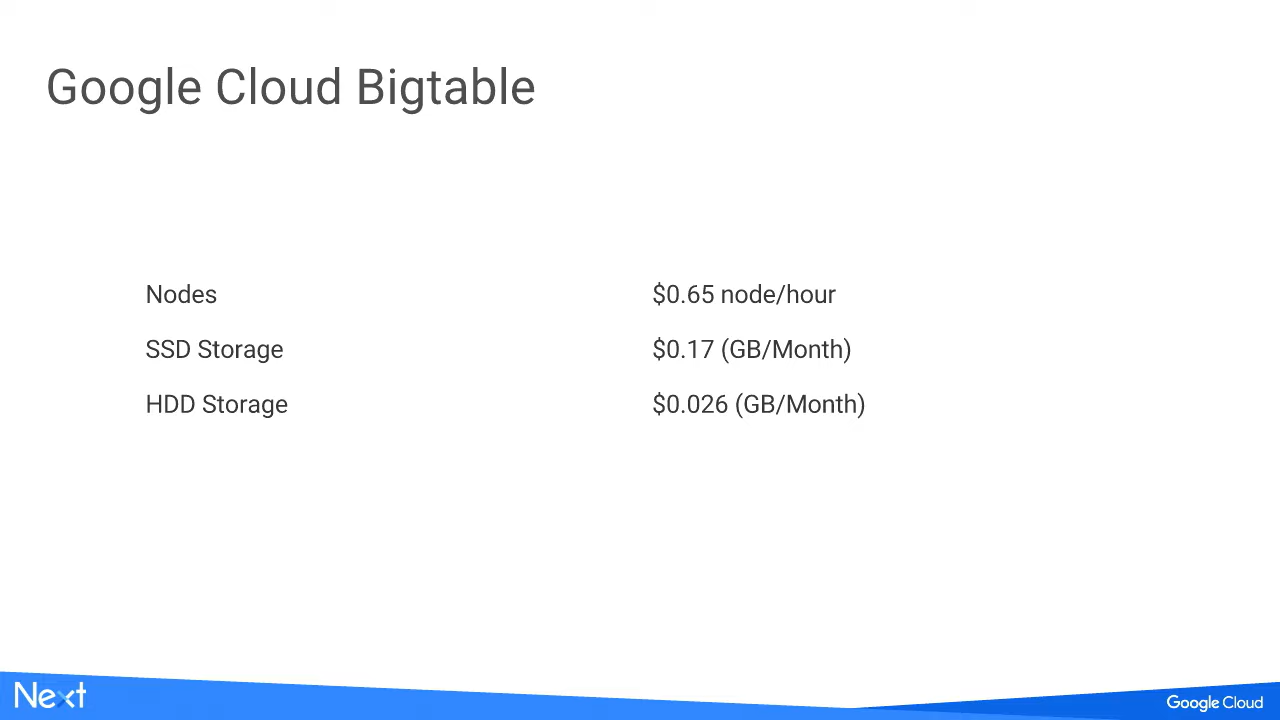 Google Cloud Bigtable
Nodes $0.65 node/hour
SSD Storage $0.17 (GB/Month)
HDD Storage $0.026 (GB/Month)
Next
Google Cloud